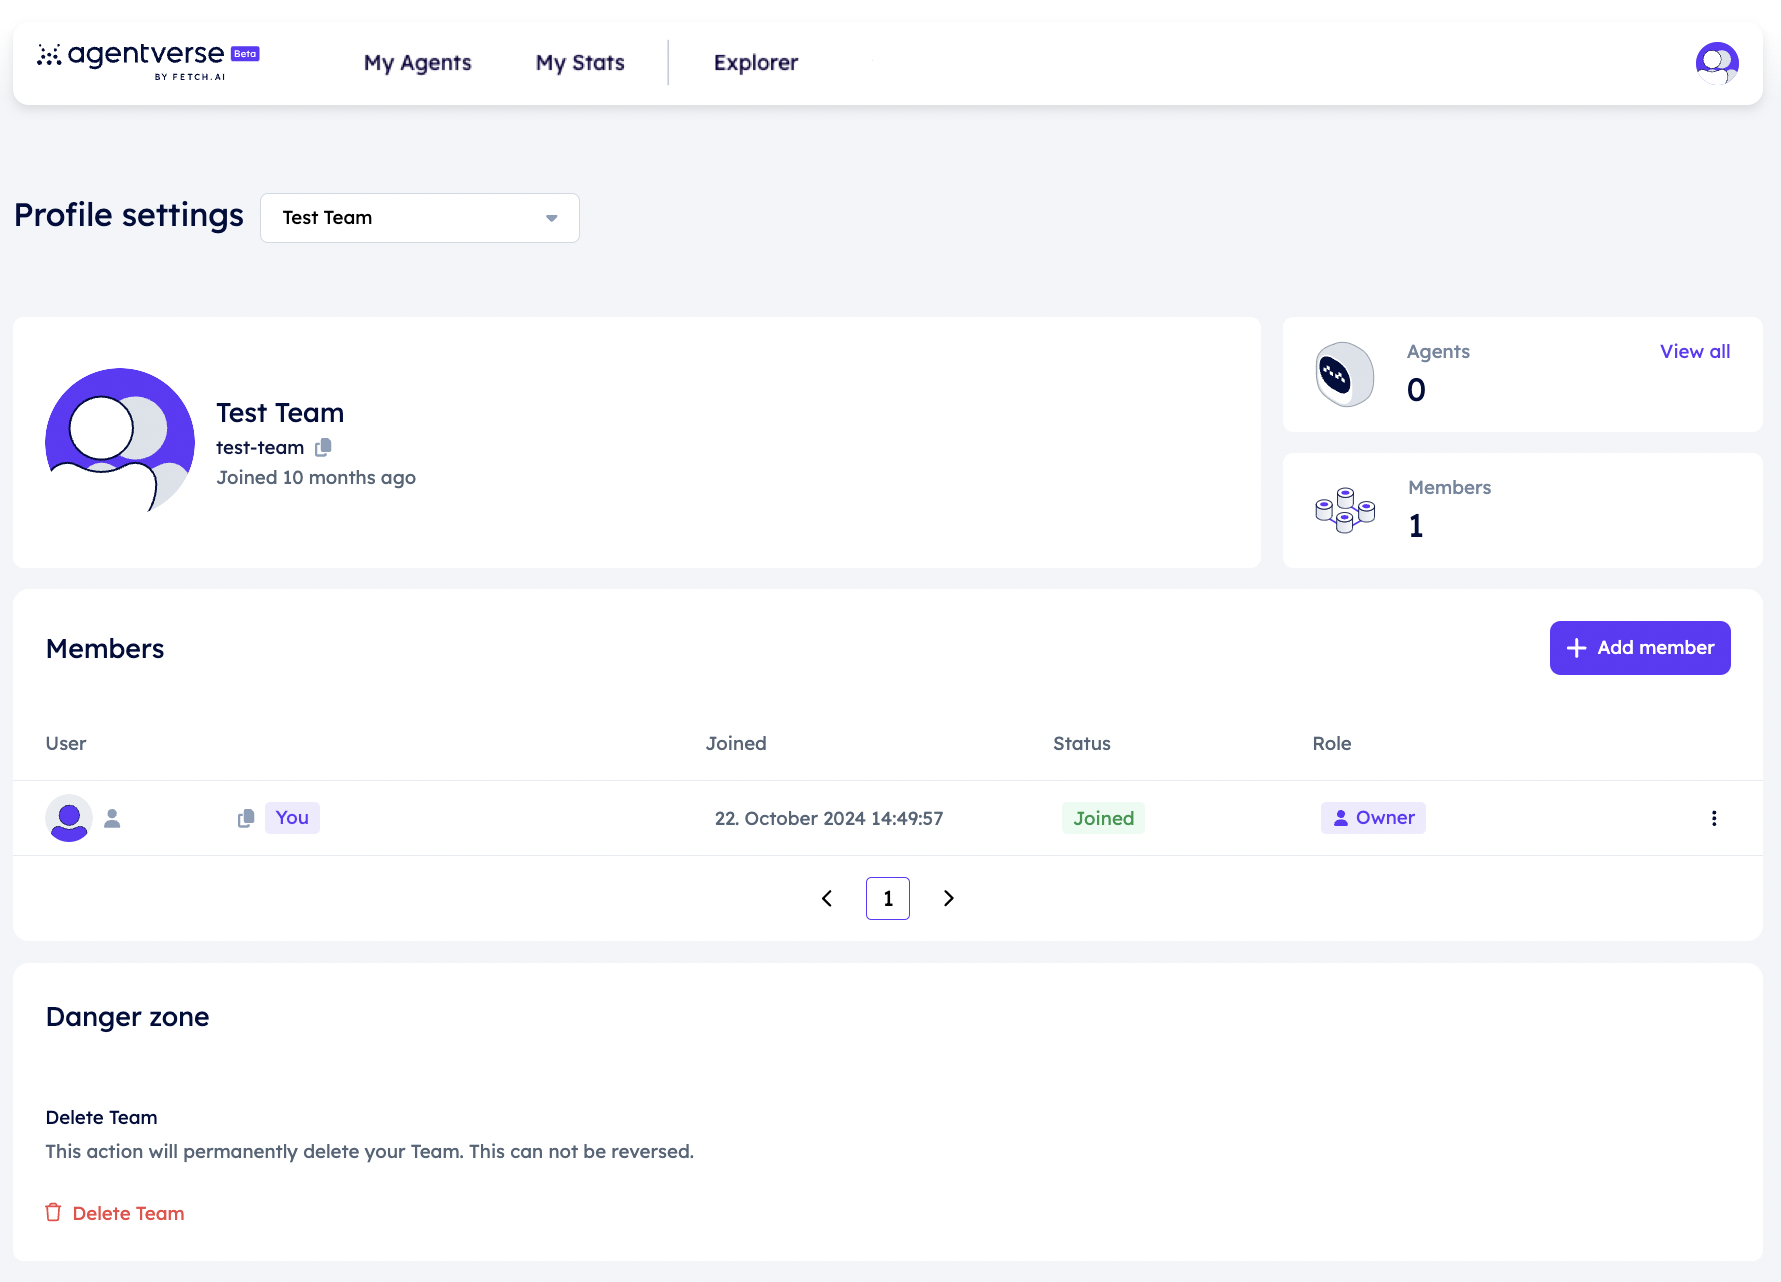 agentverse Beta
BY FETCH.AI
My Agents My Stats Explorer
Profile settings Test Team
Test Team
test-team
Joined 10 months ago
Agents View all
0
Members
1
Members Add member
User Joined Status Role
You 22. October 2024 14:49:57 Joined Owner
1
Danger zone
Delete Team
This action will permanently delete your Team. This can not be reversed.
Delete Team